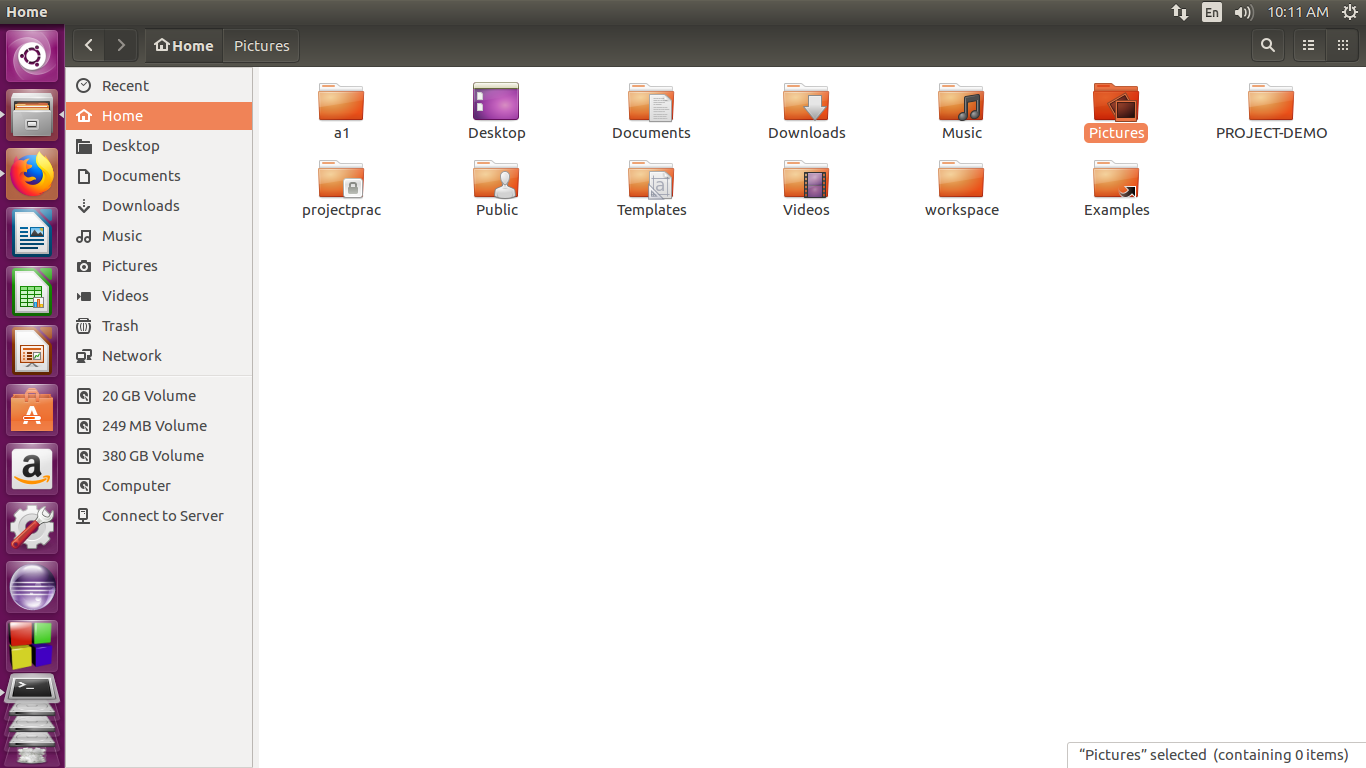 Home
En
10:11 AM
Home
Pictures
Recent
Home
Desktop
Documents
Downloads
Music
Pictures
Videos
Trash
Network
20 GB Volume
249 MB Volume
380 GB Volume
Computer
Connect to Server
a1
Desktop
Documents
Downloads
Music
Pictures
PROJECT-DEMO
projectprac
Public
Templates
Videos
workspace
Examples
“Pictures” selected (containing 0 items)